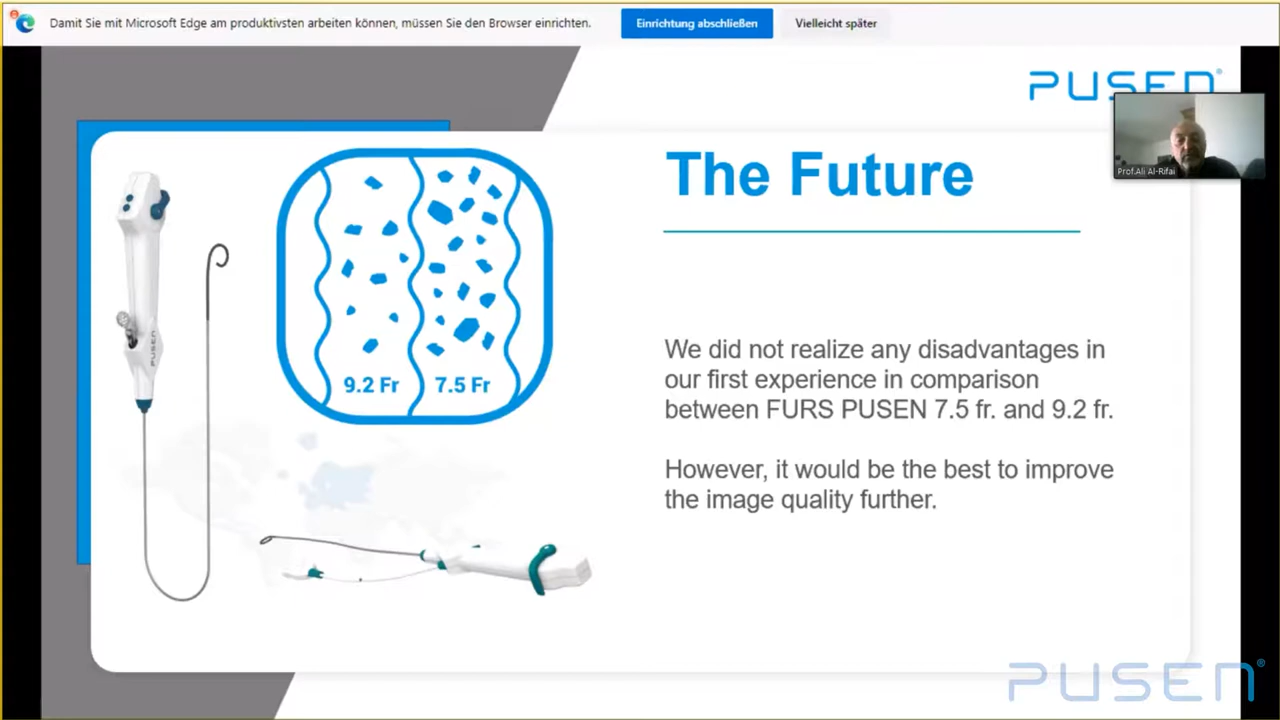 Damit Sie mit Microsoft Edge am produktivsten arbeiten können, müssen Sie den Browser einrichten.
Einrichtung abschließen
Vielleicht später
PUSEN®
Prof.Ali Al-Rifai
The Future
PUSEN
9.2 Fr
7.5 Fr
We did not realize any disadvantages in
our first experience in comparison
between FURS PUSEN 7.5 fr. and 9.2 fr.
However, it would be the best to improve
the image quality further.
PUSEN®